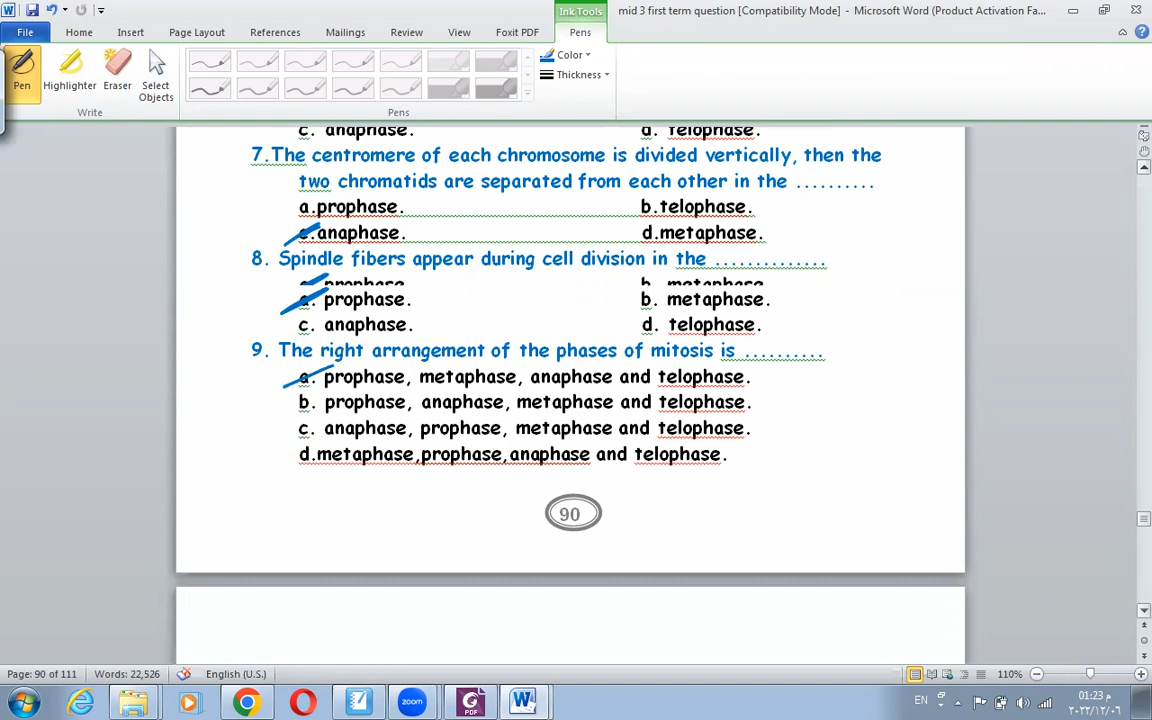 Ink Tools
mid 3 first term question [Compatibility Mode] - Microsoft Word (Product Activation Fa...
File Home Insert Page Layout References Mailings Review View Foxit PDF Pens
Pen Highlighter Eraser Select Objects
Color
Thickness
Write Pens
c. anaphase. d. telophase.
7.The centromere of each chromosome is divided vertically, then the
two chromatids are separated from each other in the ..........
a.prophase. b.telophase.
c.anaphase. d.metaphase.
8. Spindle fibers appear during cell division in the ..............
a. prophase. b. metaphase.
a. prophase. b. metaphase.
c. anaphase. d. telophase.
9. The right arrangement of the phases of mitosis is ..........
a. prophase, metaphase, anaphase and telophase.
b. prophase, anaphase, metaphase and telophase.
c. anaphase, prophase, metaphase and telophase.
d.metaphase,prophase,anaphase and telophase.
90
Page: 90 of 111 Words: 22,526 English (U.S.) 110%
zoom EN 01:23 م
٢٠٢٢/١٢/٠٦